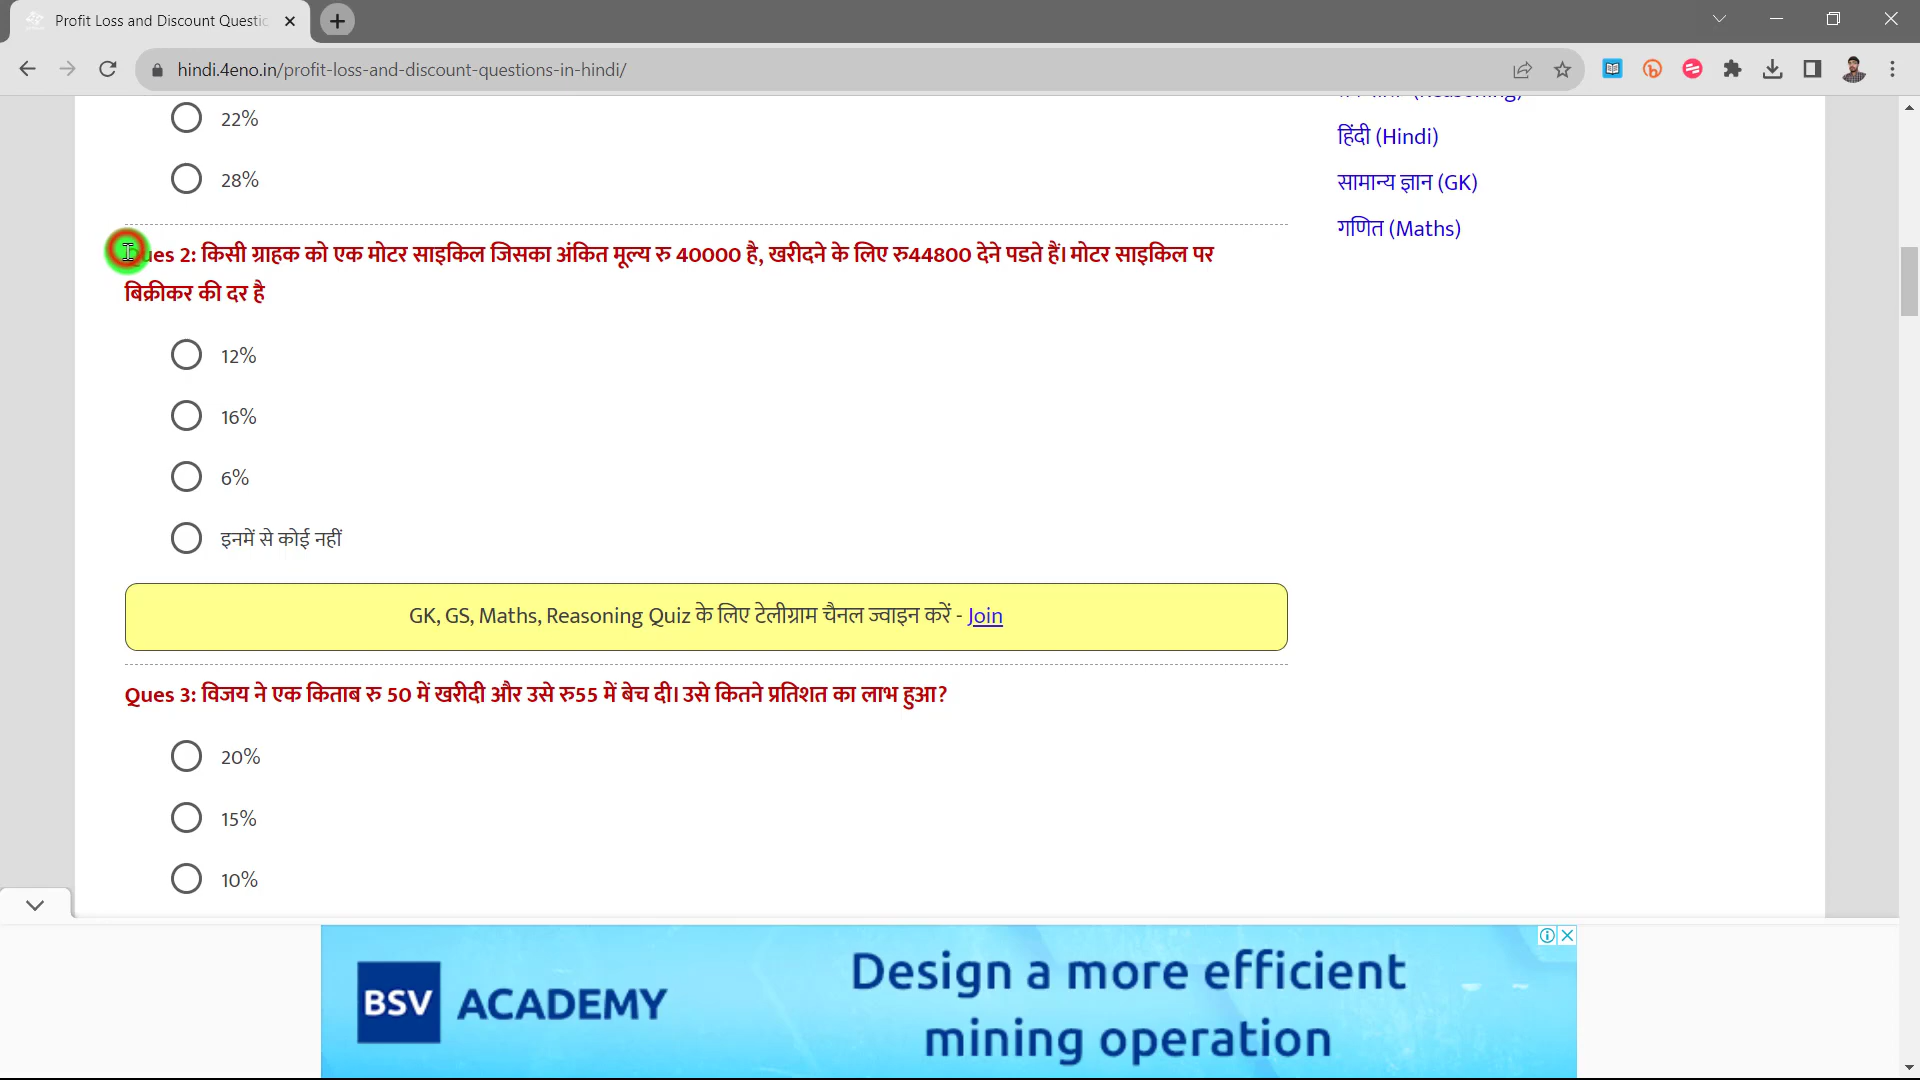 Profit Loss and Discount Questic
hindi.4eno.in/profit-loss-and-discount-questions-in-hindi/
22%
28%
हिंदी (Hindi)
सामान्य ज्ञान (GK)
गणित (Maths)
Ques 2: किसी ग्राहक को एक मोटर साइकिल जिसका अंकित मूल्य रु 40000 है, खरीदने के लिए रु44800 देने पडते हैं। मोटर साइकिल पर
बिक्रीकर की दर है
12%
16%
6%
इनमें से कोई नहीं
GK, GS, Maths, Reasoning Quiz के लिए टेलीग्राम चैनल ज्वाइन करें - Join
Ques 3: विजय ने एक किताब रु 50 में खरीदी और उसे रु55 में बेच दी। उसे कितने प्रतिशत का लाभ हुआ?
20%
15%
10%
BSV ACADEMY
Design a more efficient
mining operation